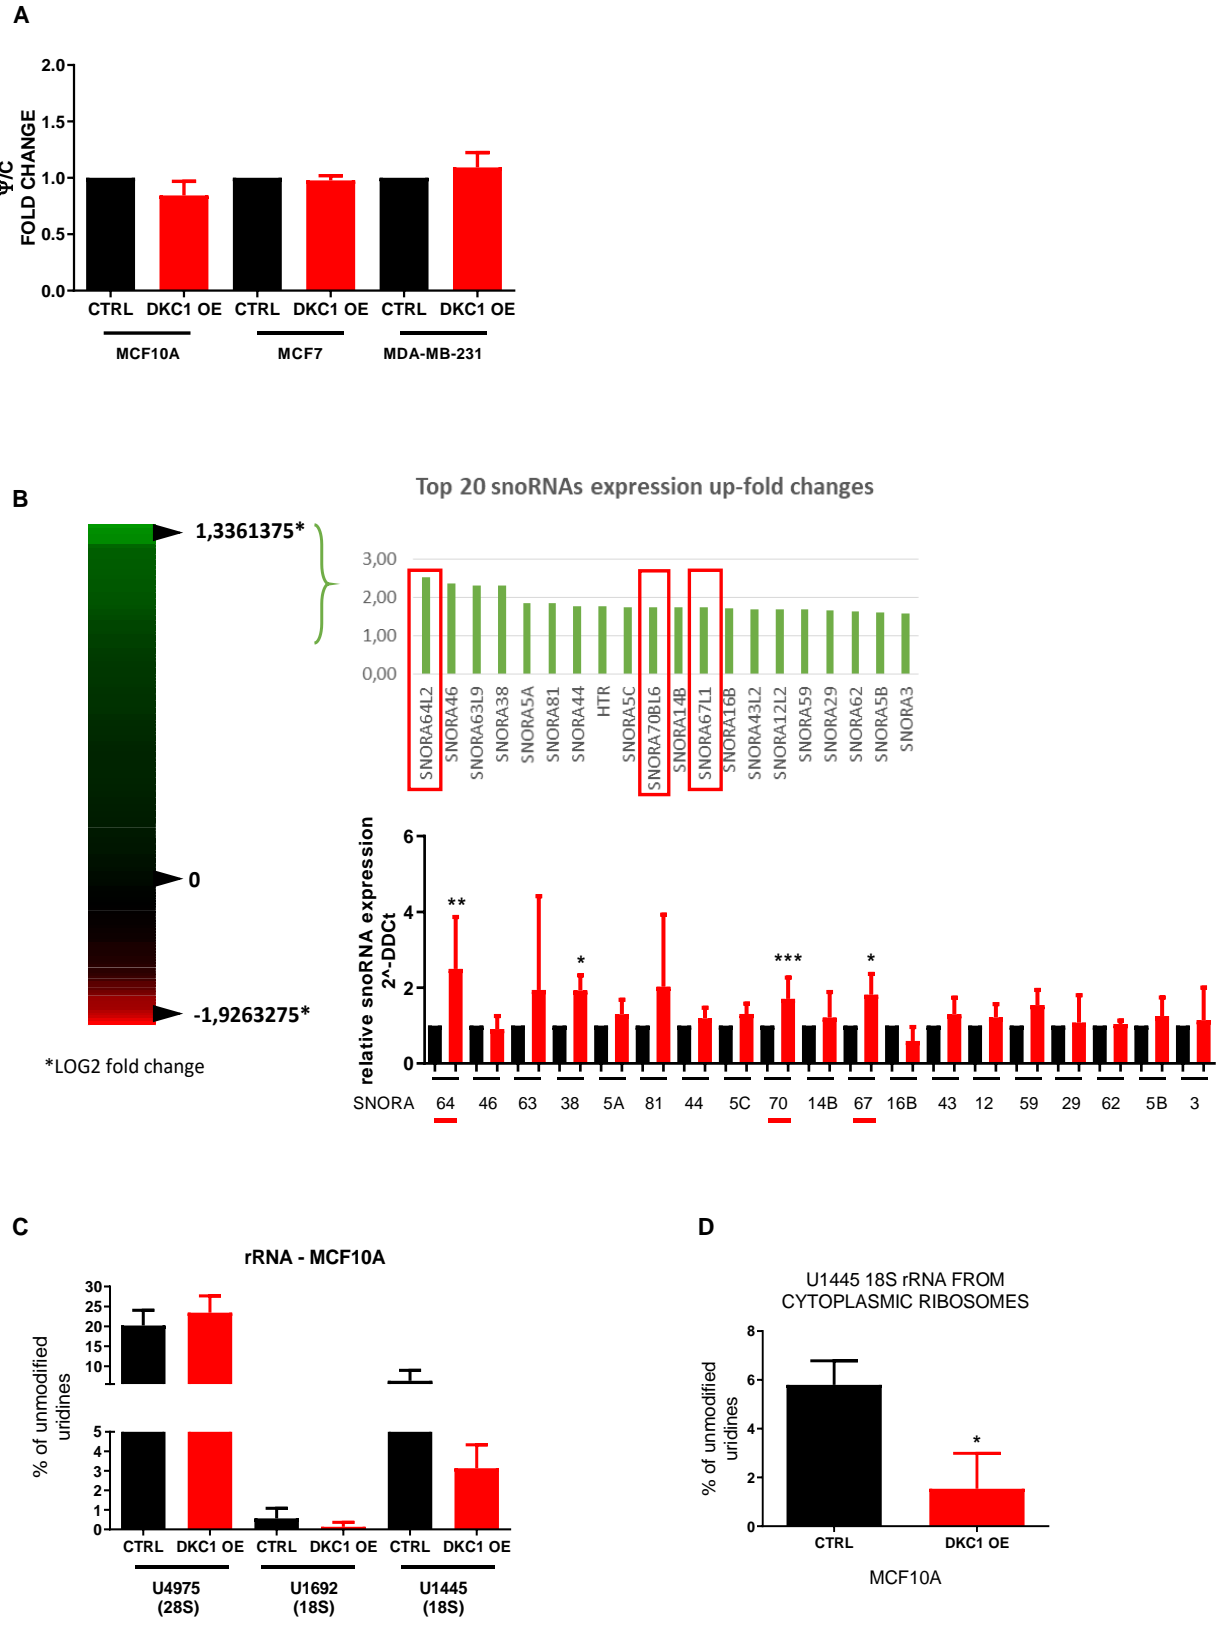 A
2.0
1.5
1.0
0.5
0.0
Ψ/C
FOLD CHANGE
CTRL DKC1 OE CTRL DKC1 OE CTRL DKC1 OE
MCF10A MCF7 MDA-MB-231
B
1,3361375*
0
-1,9263275*
*LOG2 fold change
Top 20 snoRNAs expression up-fold changes
3,00
2,00
1,00
0,00
SNORA64L2
SNORA46
SNORA63L9
SNORA38
SNORA5A
SNORA81
SNORA44
HTR
SNORA5C
SNORA70BL6
SNORA14B
SNORA67L1
SNORA16B
SNORA43L2
SNORA12L2
SNORA59
SNORA29
SNORA62
SNORA5B
SNORA3
relative snoRNA expression
2^-DDCt
6
4
2
0
** * *** *
SNORA 64 46 63 38 5A 81 44 5C 70 14B 67 16B 43 12 59 29 62 5B 3
C
rRNA - MCF10A
% of unmodified
uridines
30
25
20
15
10
5
4
3
2
1
0
CTRL DKC1 OE CTRL DKC1 OE CTRL DKC1 OE
U4975 U1692 U1445
(28S) (18S) (18S)
D
U1445 18S rRNA FROM
CYTOPLASMIC RIBOSOMES
% of unmodified
uridines
8
6
4
2
0
*
CTRL DKC1 OE
MCF10A